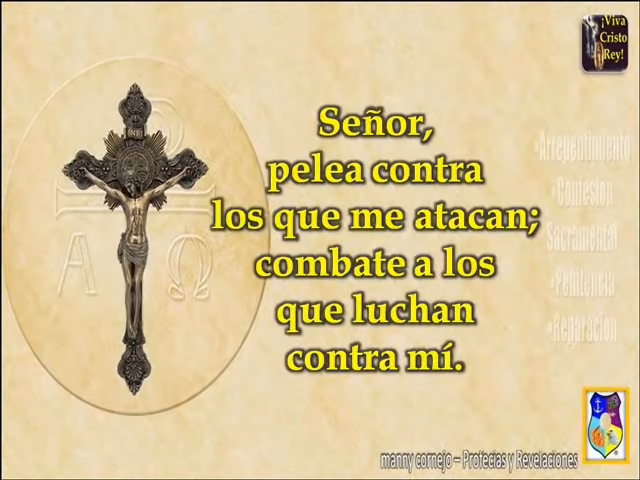 ¡Viva
Cristo
Rey!
Señor,
pelea contra
los que me atacan;
combate a los
que luchan
contra mí.
Α Ω
•Arrepentimiento
•Confesión
Sacramental
•Penitencia
•Reparación
manny cornejo – Profecías y Revelaciones